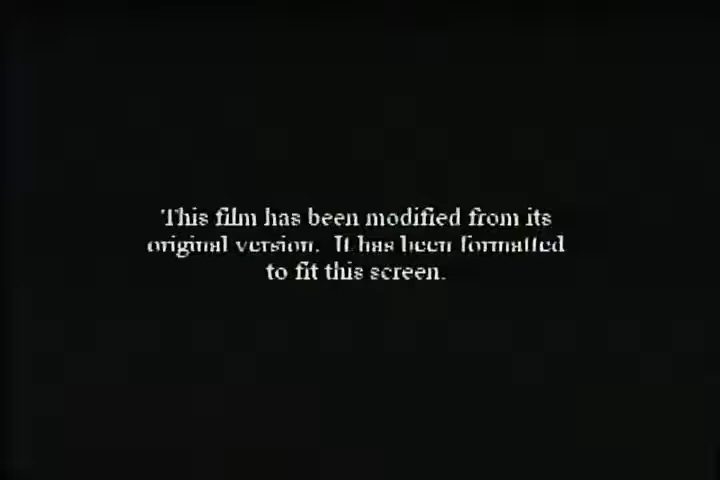 This film has been modified from its
original version. It has been formatted
to fit this screen.